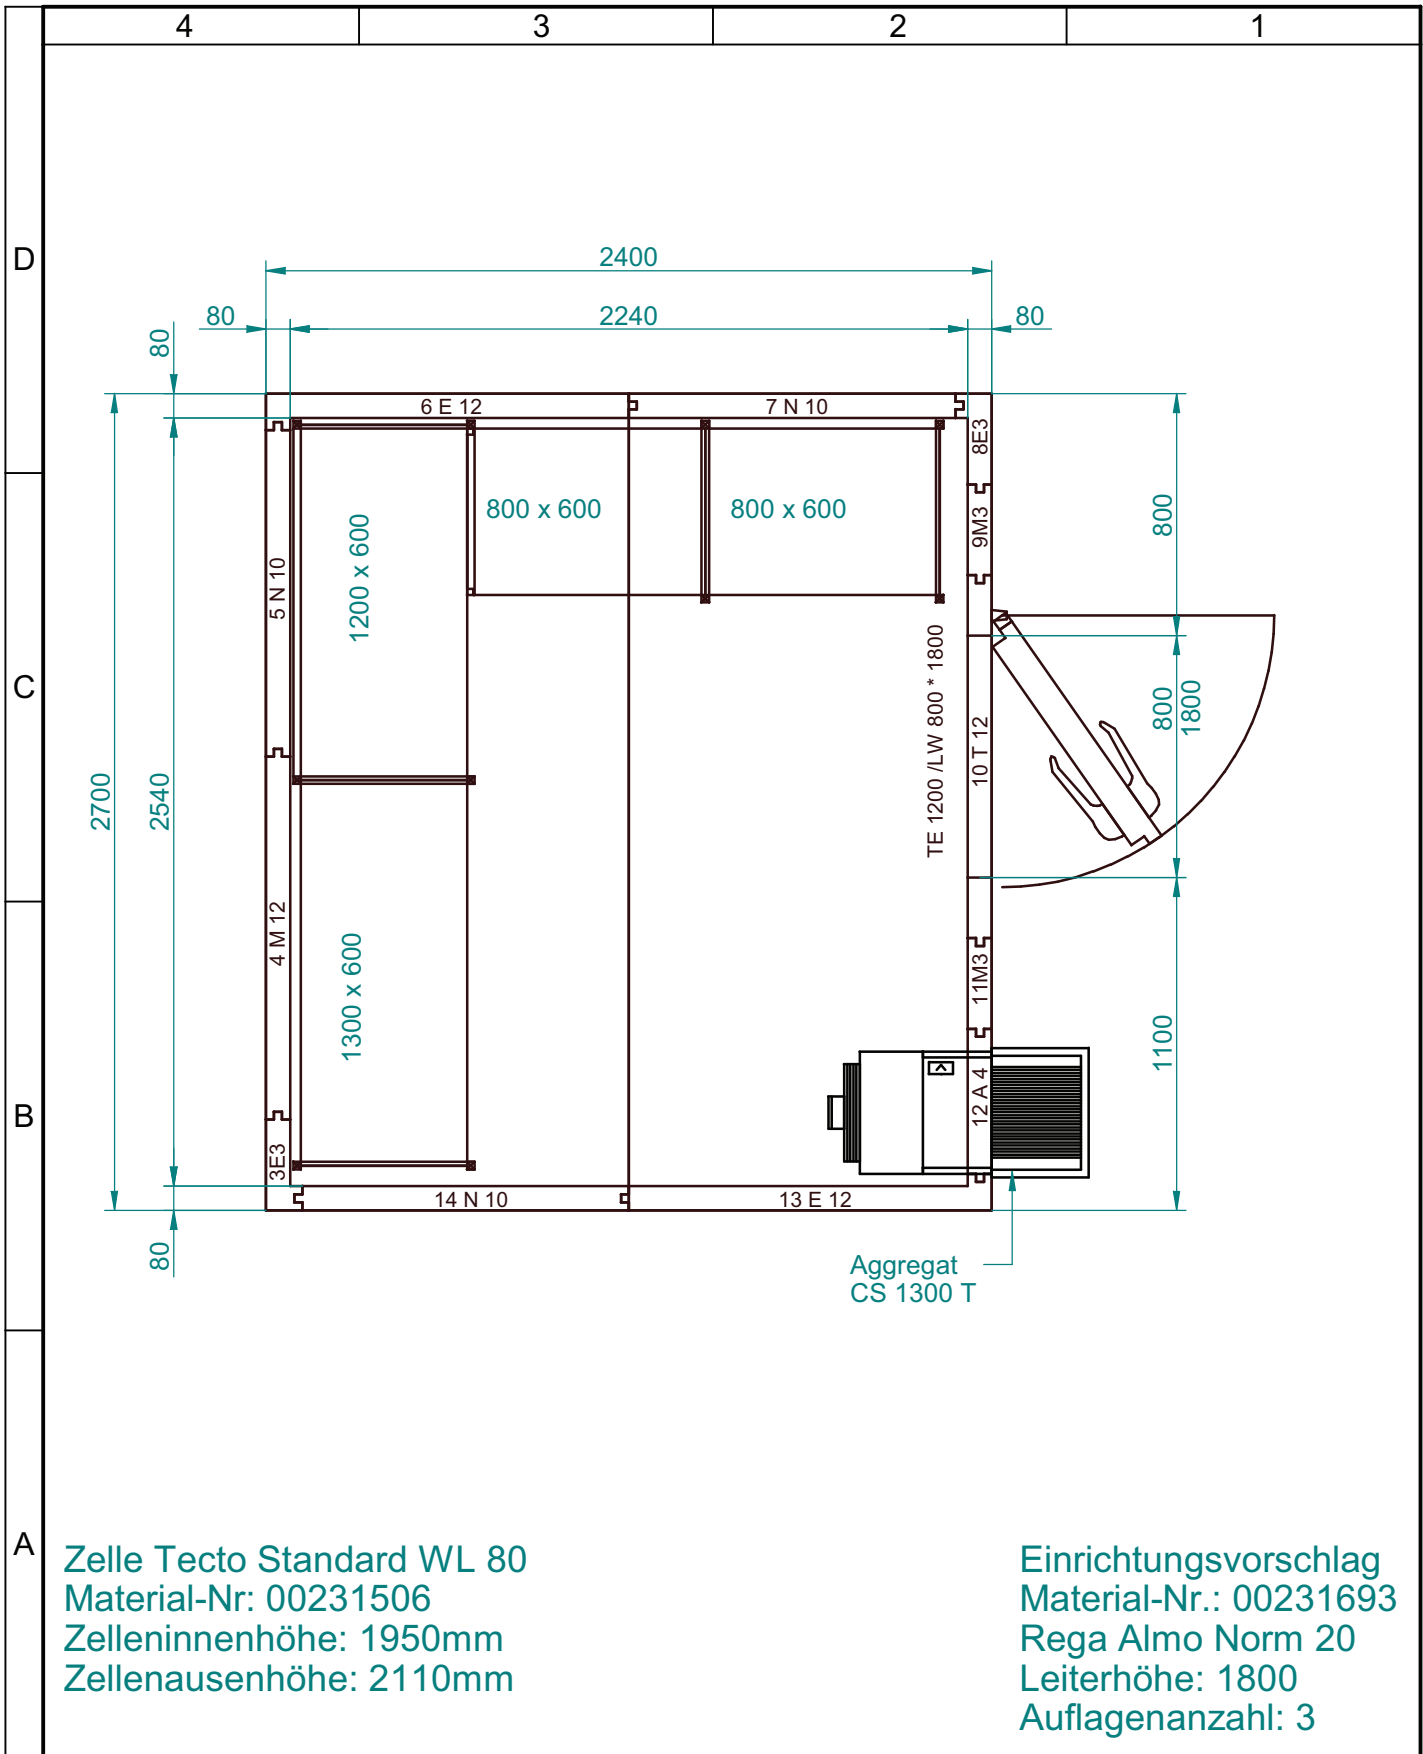 4 3 2 1
D
C
B
A
2400
80 2240 80
80
6 E 12 7 N 10
8E3
800 x 600 800 x 600
9M3
800
1200 x 600
5 N 10
TE 1200 /LW 800 * 1800
10 T 12
800
1800
2700
2540
4 M 12
1300 x 600
11M3
1100
12 A 4
3E3
14 N 10 13 E 12
80
Aggregat
CS 1300 T
Zelle Tecto Standard WL 80
Material-Nr: 00231506
Zelleninnenhöhe: 1950mm
Zellenausenhöhe: 2110mm
Einrichtungsvorschlag
Material-Nr.: 00231693
Rega Almo Norm 20
Leiterhöhe: 1800
Auflagenanzahl: 3